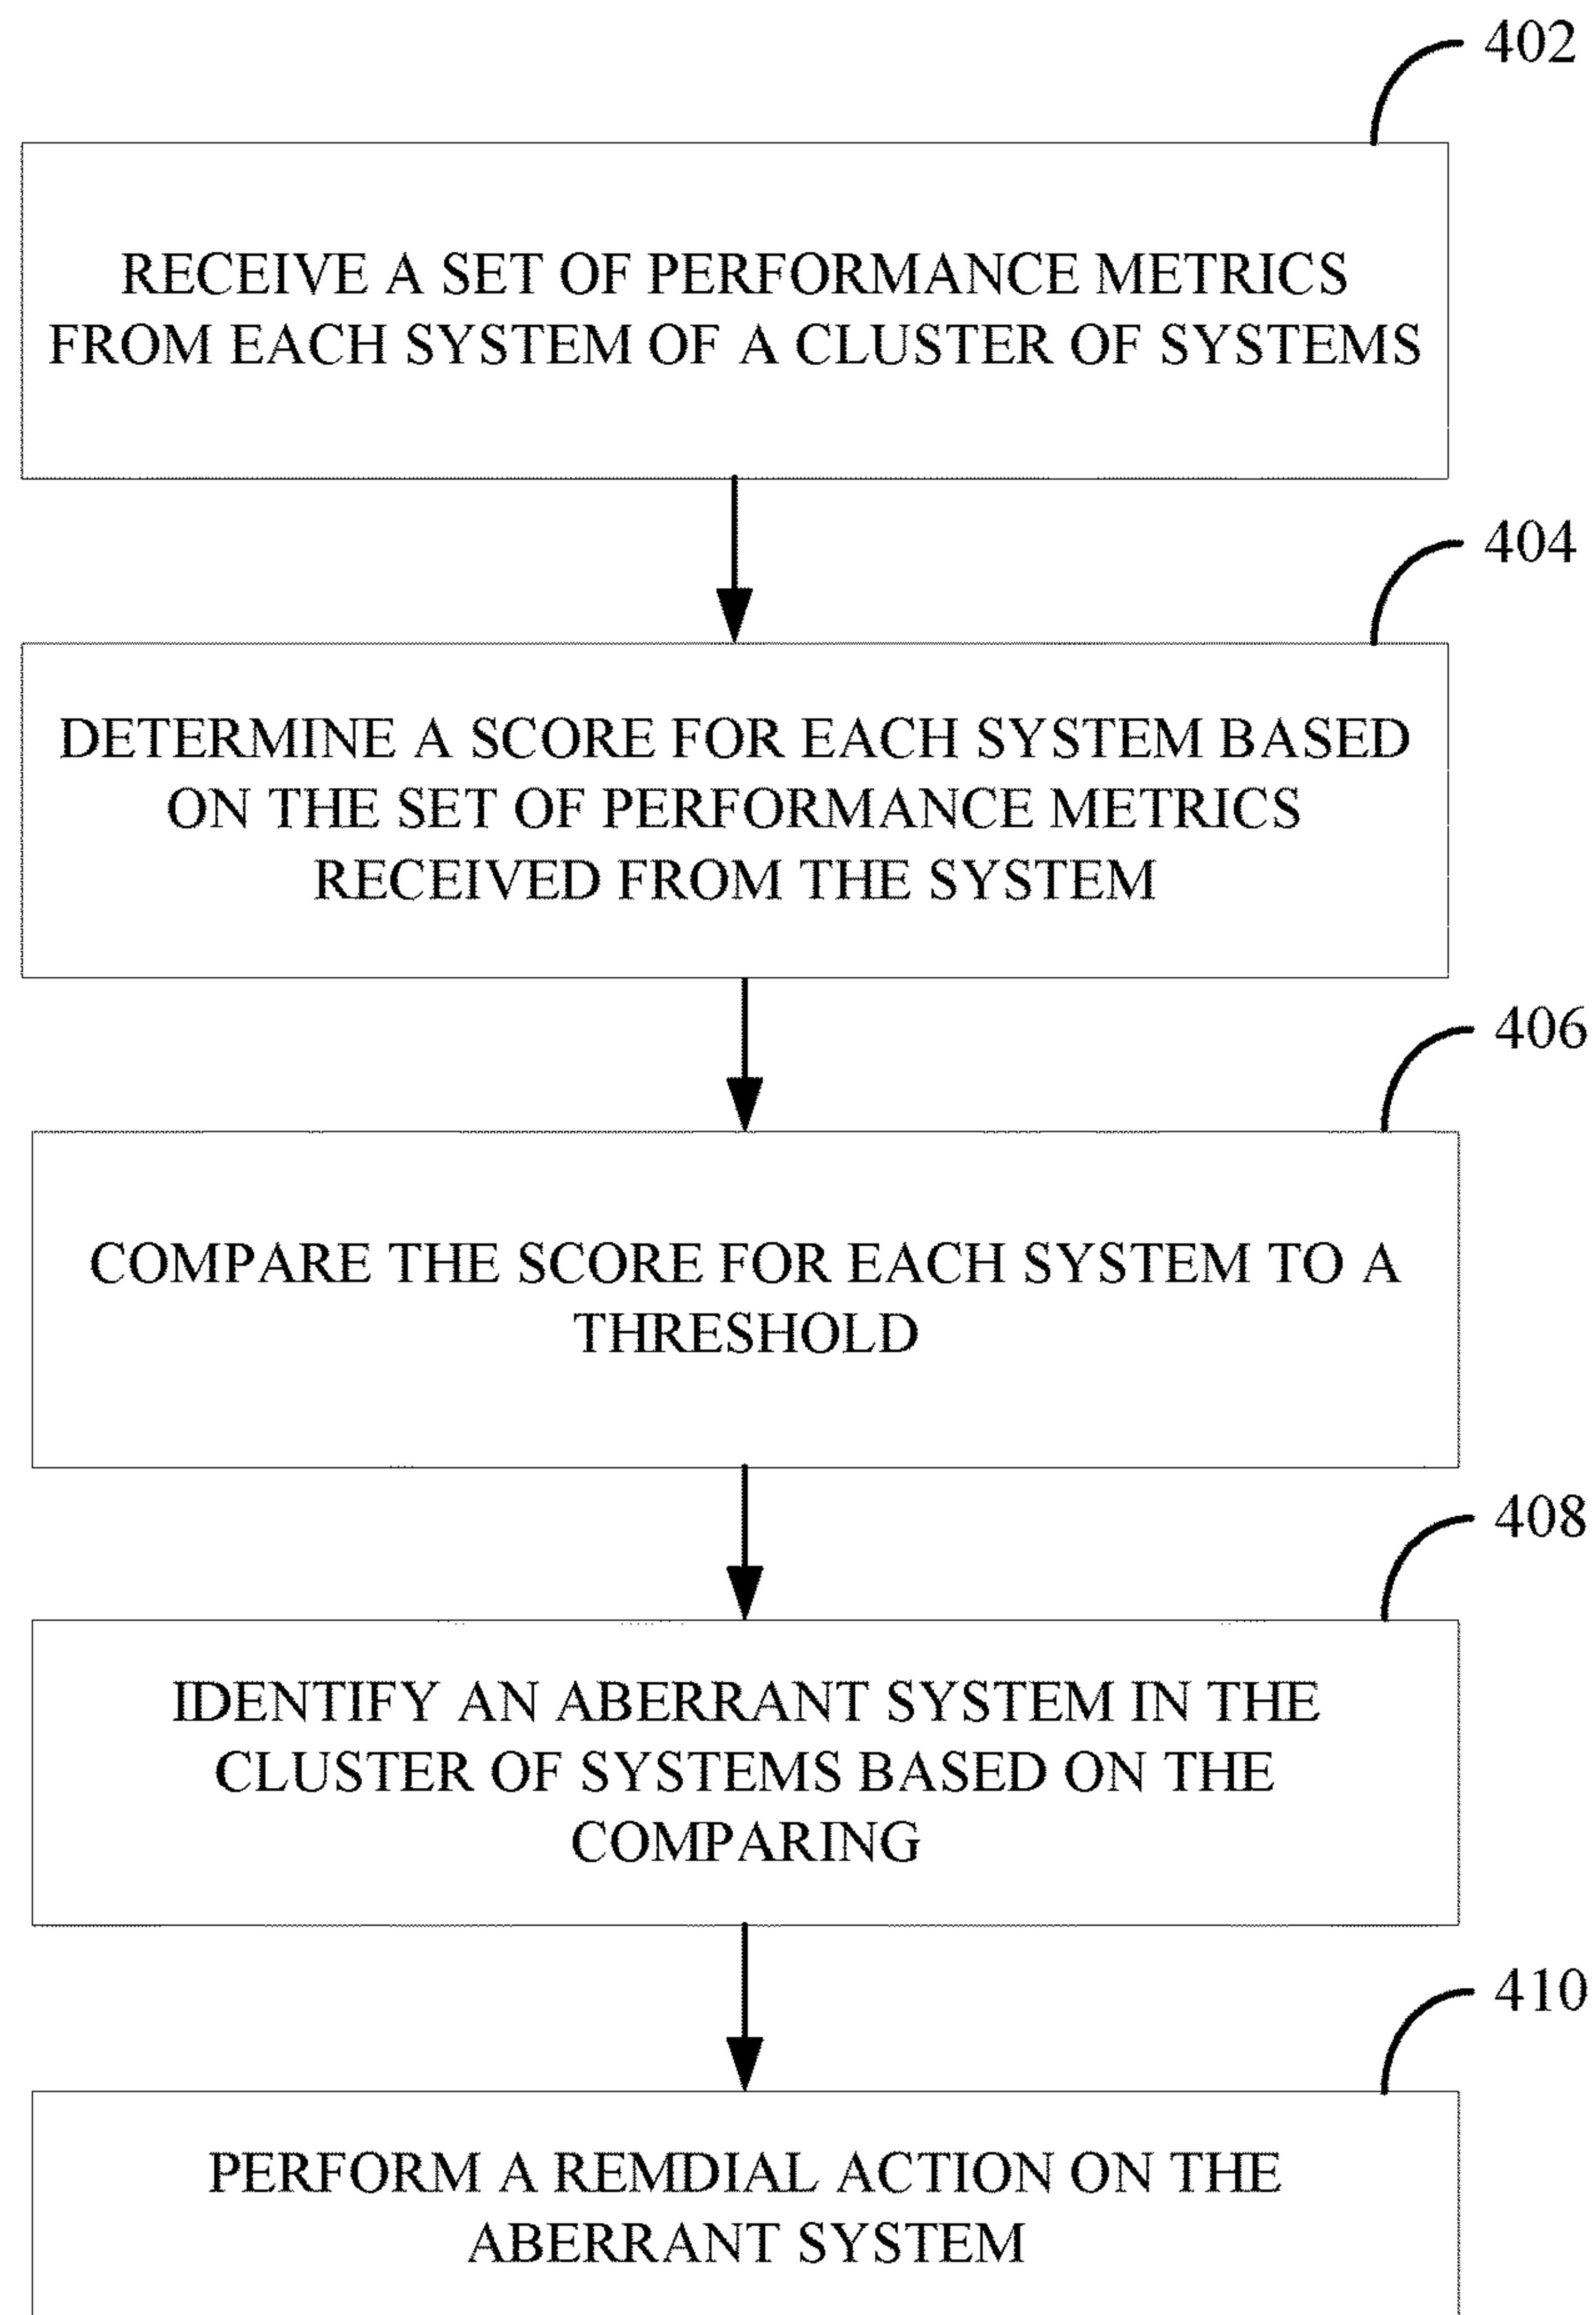 402
RECEIVE A SET OF PERFORMANCE METRICS
FROM EACH SYSTEM OF A CLUSTER OF SYSTEMS
404
DETERMINE A SCORE FOR EACH SYSTEM BASED
ON THE SET OF PERFORMANCE METRICS
RECEIVED FROM THE SYSTEM
406
COMPARE THE SCORE FOR EACH SYSTEM TO A
THRESHOLD
408
IDENTIFY AN ABERRANT SYSTEM IN THE
CLUSTER OF SYSTEMS BASED ON THE
COMPARING
410
PERFORM A REMDIAL ACTION ON THE
ABERRANT SYSTEM